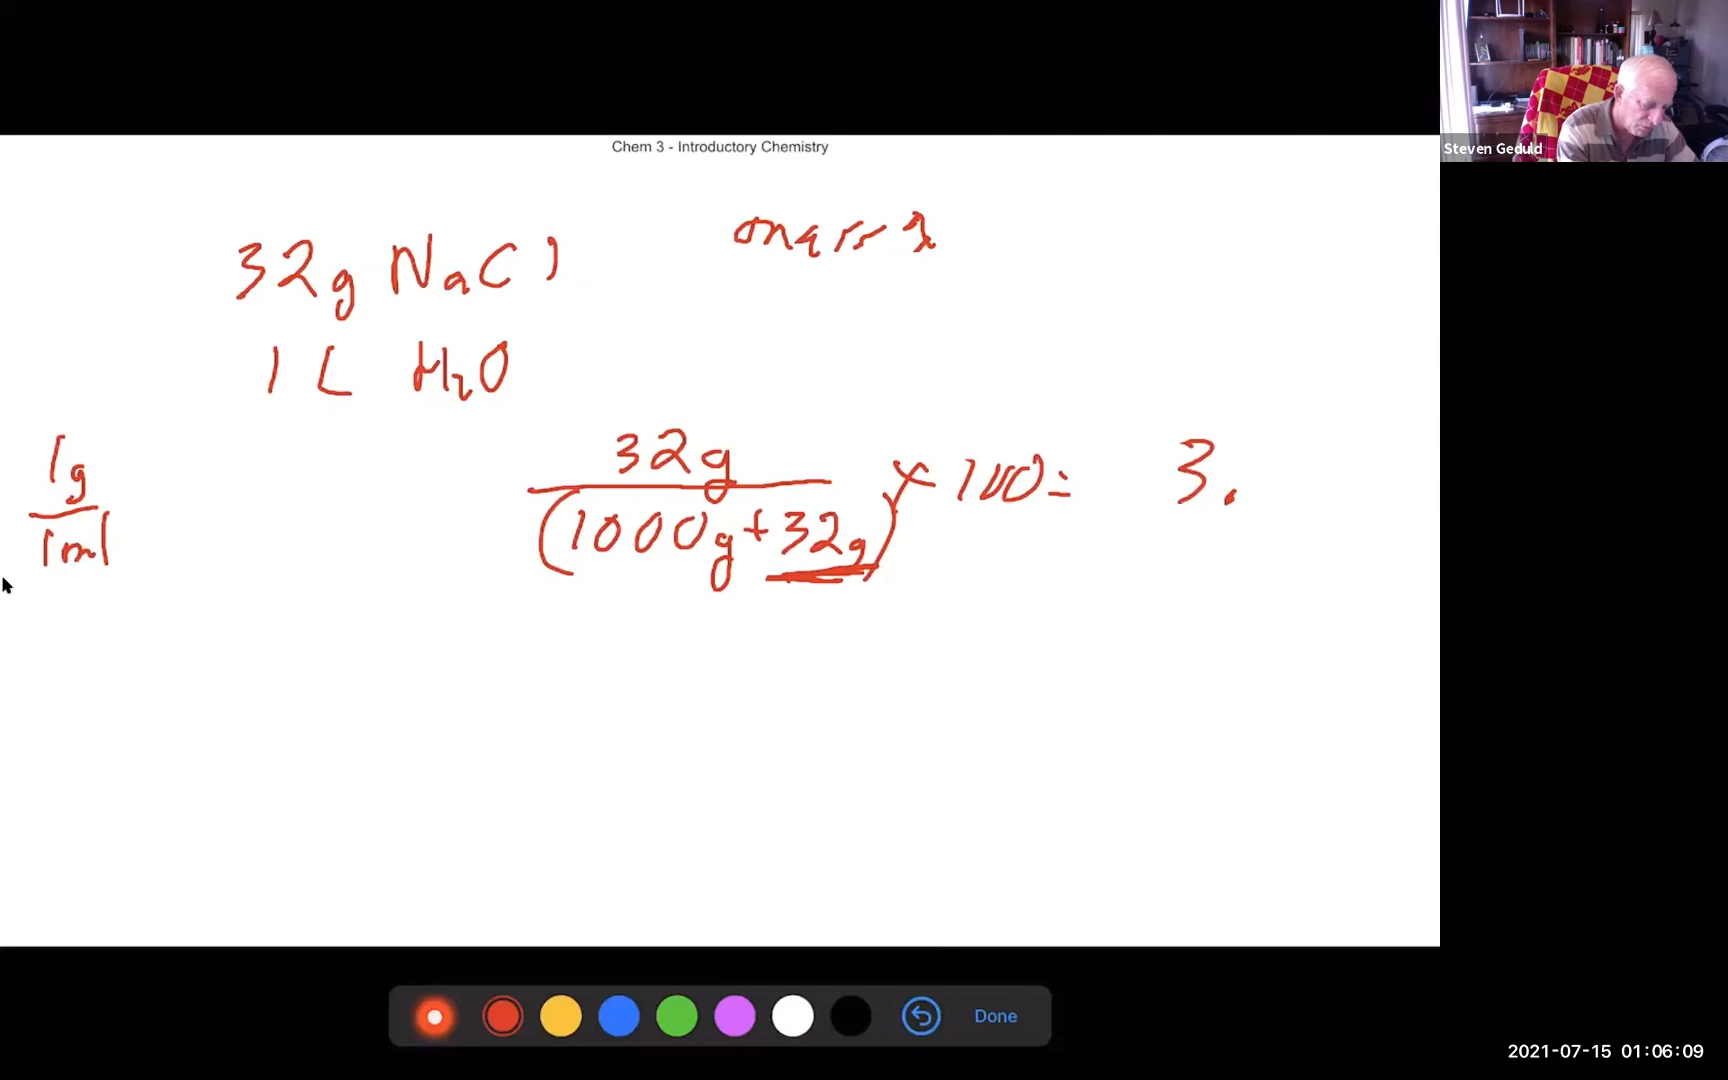 Chem 3 - Introductory Chemistry
Steven Geduld
mass %
32g NaCl
1 L H2O
1g
1ml
32g
(1000g+32g)
× 100 =
3.
Done
2021-07-15 01:06:09